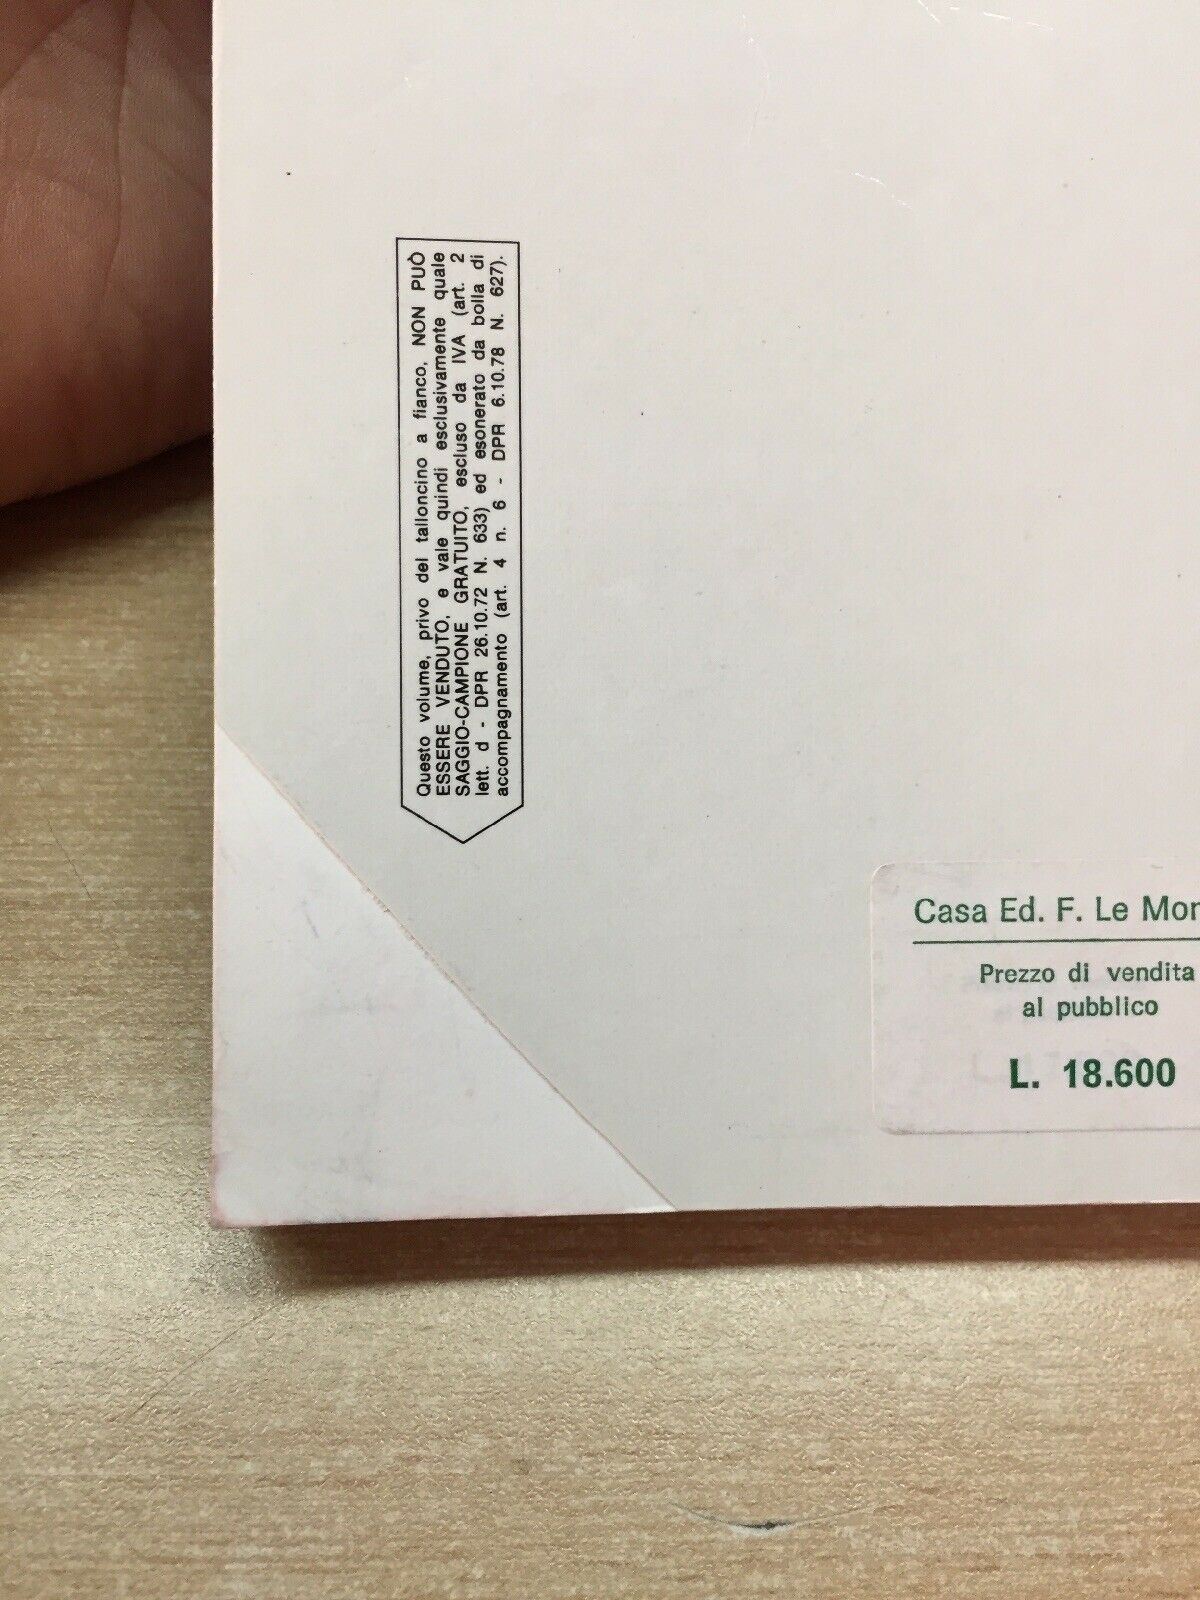 Questo volume, privo del talloncino a fianco, NON PUÒ
ESSERE VENDUTO, e vale quindi esclusivamente quale
SAGGIO-CAMPIONE GRATUITO, escluso da IVA (art. 2
lett. d - DPR 26.10.72 N. 633) ed esonerato da bolla di
accompagnamento (art. 4 n. 6 - DPR 6.10.78 N. 627).
Casa Ed. F. Le Mon
Prezzo di vendita
al pubblico
L. 18.600